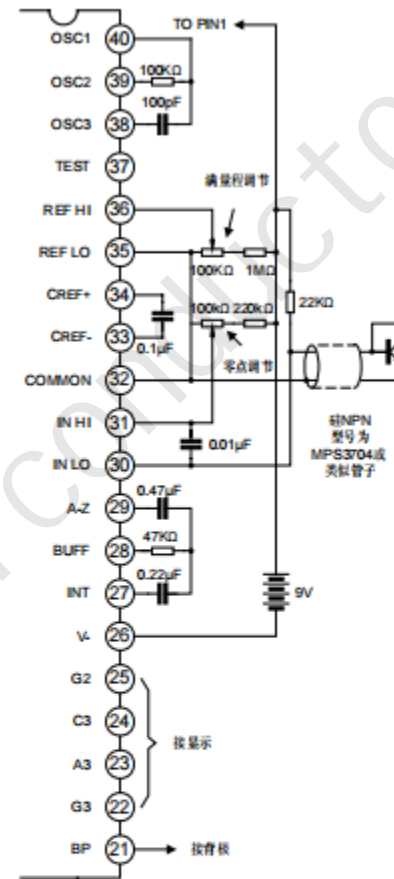 TO PIN1
OSC1 40
OSC2 39 100KΩ
100pF
OSC3 38
TEST 37
REF HI 36
满量程调节
REF LO 35
100KΩ 1MΩ
CREF+ 34
100kΩ 220kΩ
22KΩ
CREF- 33
0.1μF
零点调节
COMMON 32
IN HI 31
硅NPN
型号为
MPS3704或
类似管子
0.01μF
IN LO 30
0.47μF
A-Z 29
47KΩ
BUFF 28
0.22μF
INT 27
9V
V- 26
G2 25
C3 24
接显示
A3 23
G3 22
BP 21 接背板
conductor